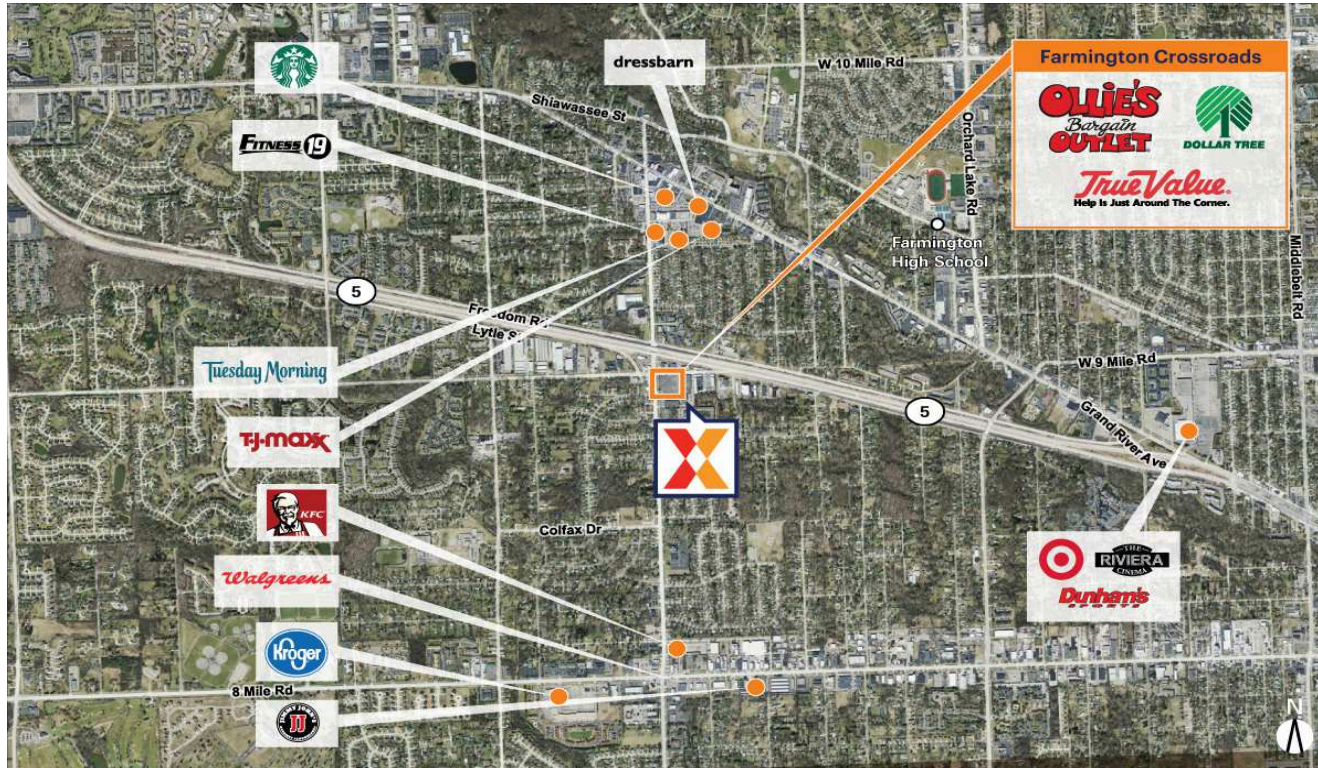 dressbarn
W 10 Mile Rd
Farmington Crossroads
OLLIE'S
Bargain
OUTLET
DOLLAR TREE
True Value.
Help Is Just Around The Corner.
Shiawassee St
Orchard Lake Rd
FITNESS 19
Farmington
High School
Middlebelt Rd
5
Freedom Rd
Lytle St
Tuesday Morning
W 9 Mile Rd
T·J·maxx
5
Grand River Ave
KFC
Colfax Dr
THE
RIVIERA
CINEMA
Dunham's
SPORTS
Walgreens
Kroger
8 Mile Rd
JIMMY JOHN'S
JJ
N